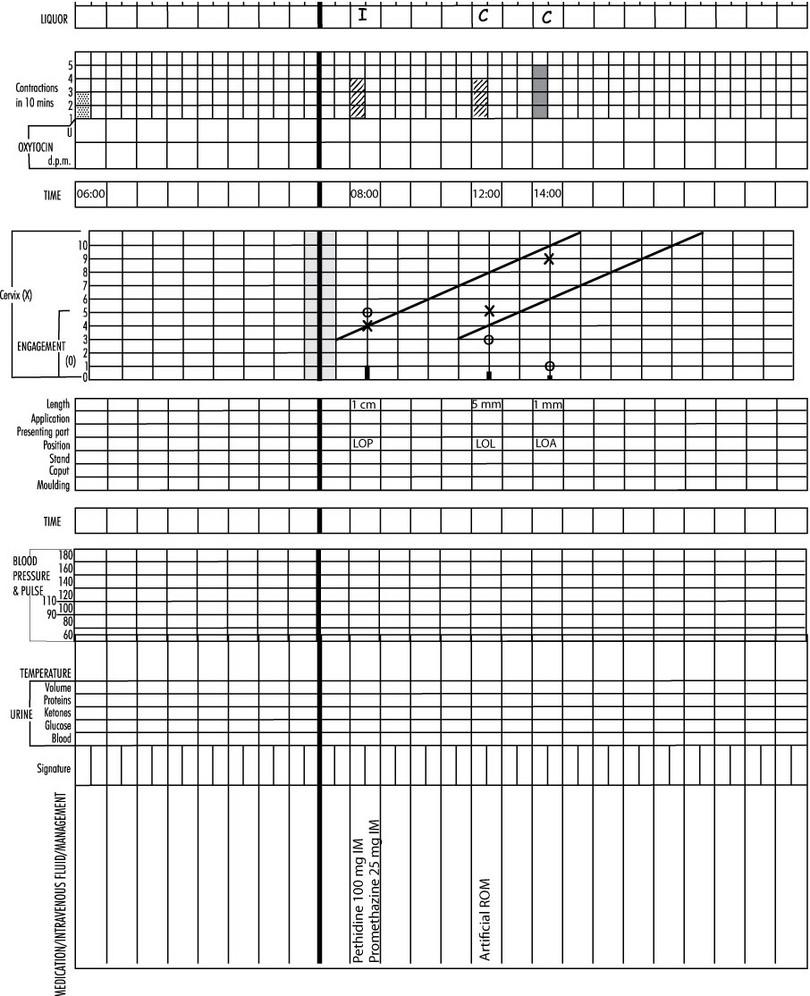 LIQUOR I C C
5
4
Contractions 3
in 10 mins 2
1
U
OXYTOCIN
d.p.m.
TIME 06:00 08:00 12:00 14:00
10
9
8
7
6
Cervix (X)
5
4
ENGAGEMENT 3
2
(O) 1
0
Length 1 cm 5 mm 1 mm
Application
Presenting part
Position LOP LOL LOA
Stand
Caput
Moulding
TIME
BLOOD 180
PRESSURE 160
& PULSE 140
120
110 100
90 80
60
TEMPERATURE
Volume
Proteins
URINE Ketones
Glucose
Blood
Signature
MEDICATION/INTRAVENOUS FLUID/MANAGEMENT
Pethidine 100 mg IM
Promethazine 25 mg IM
Artificial ROM